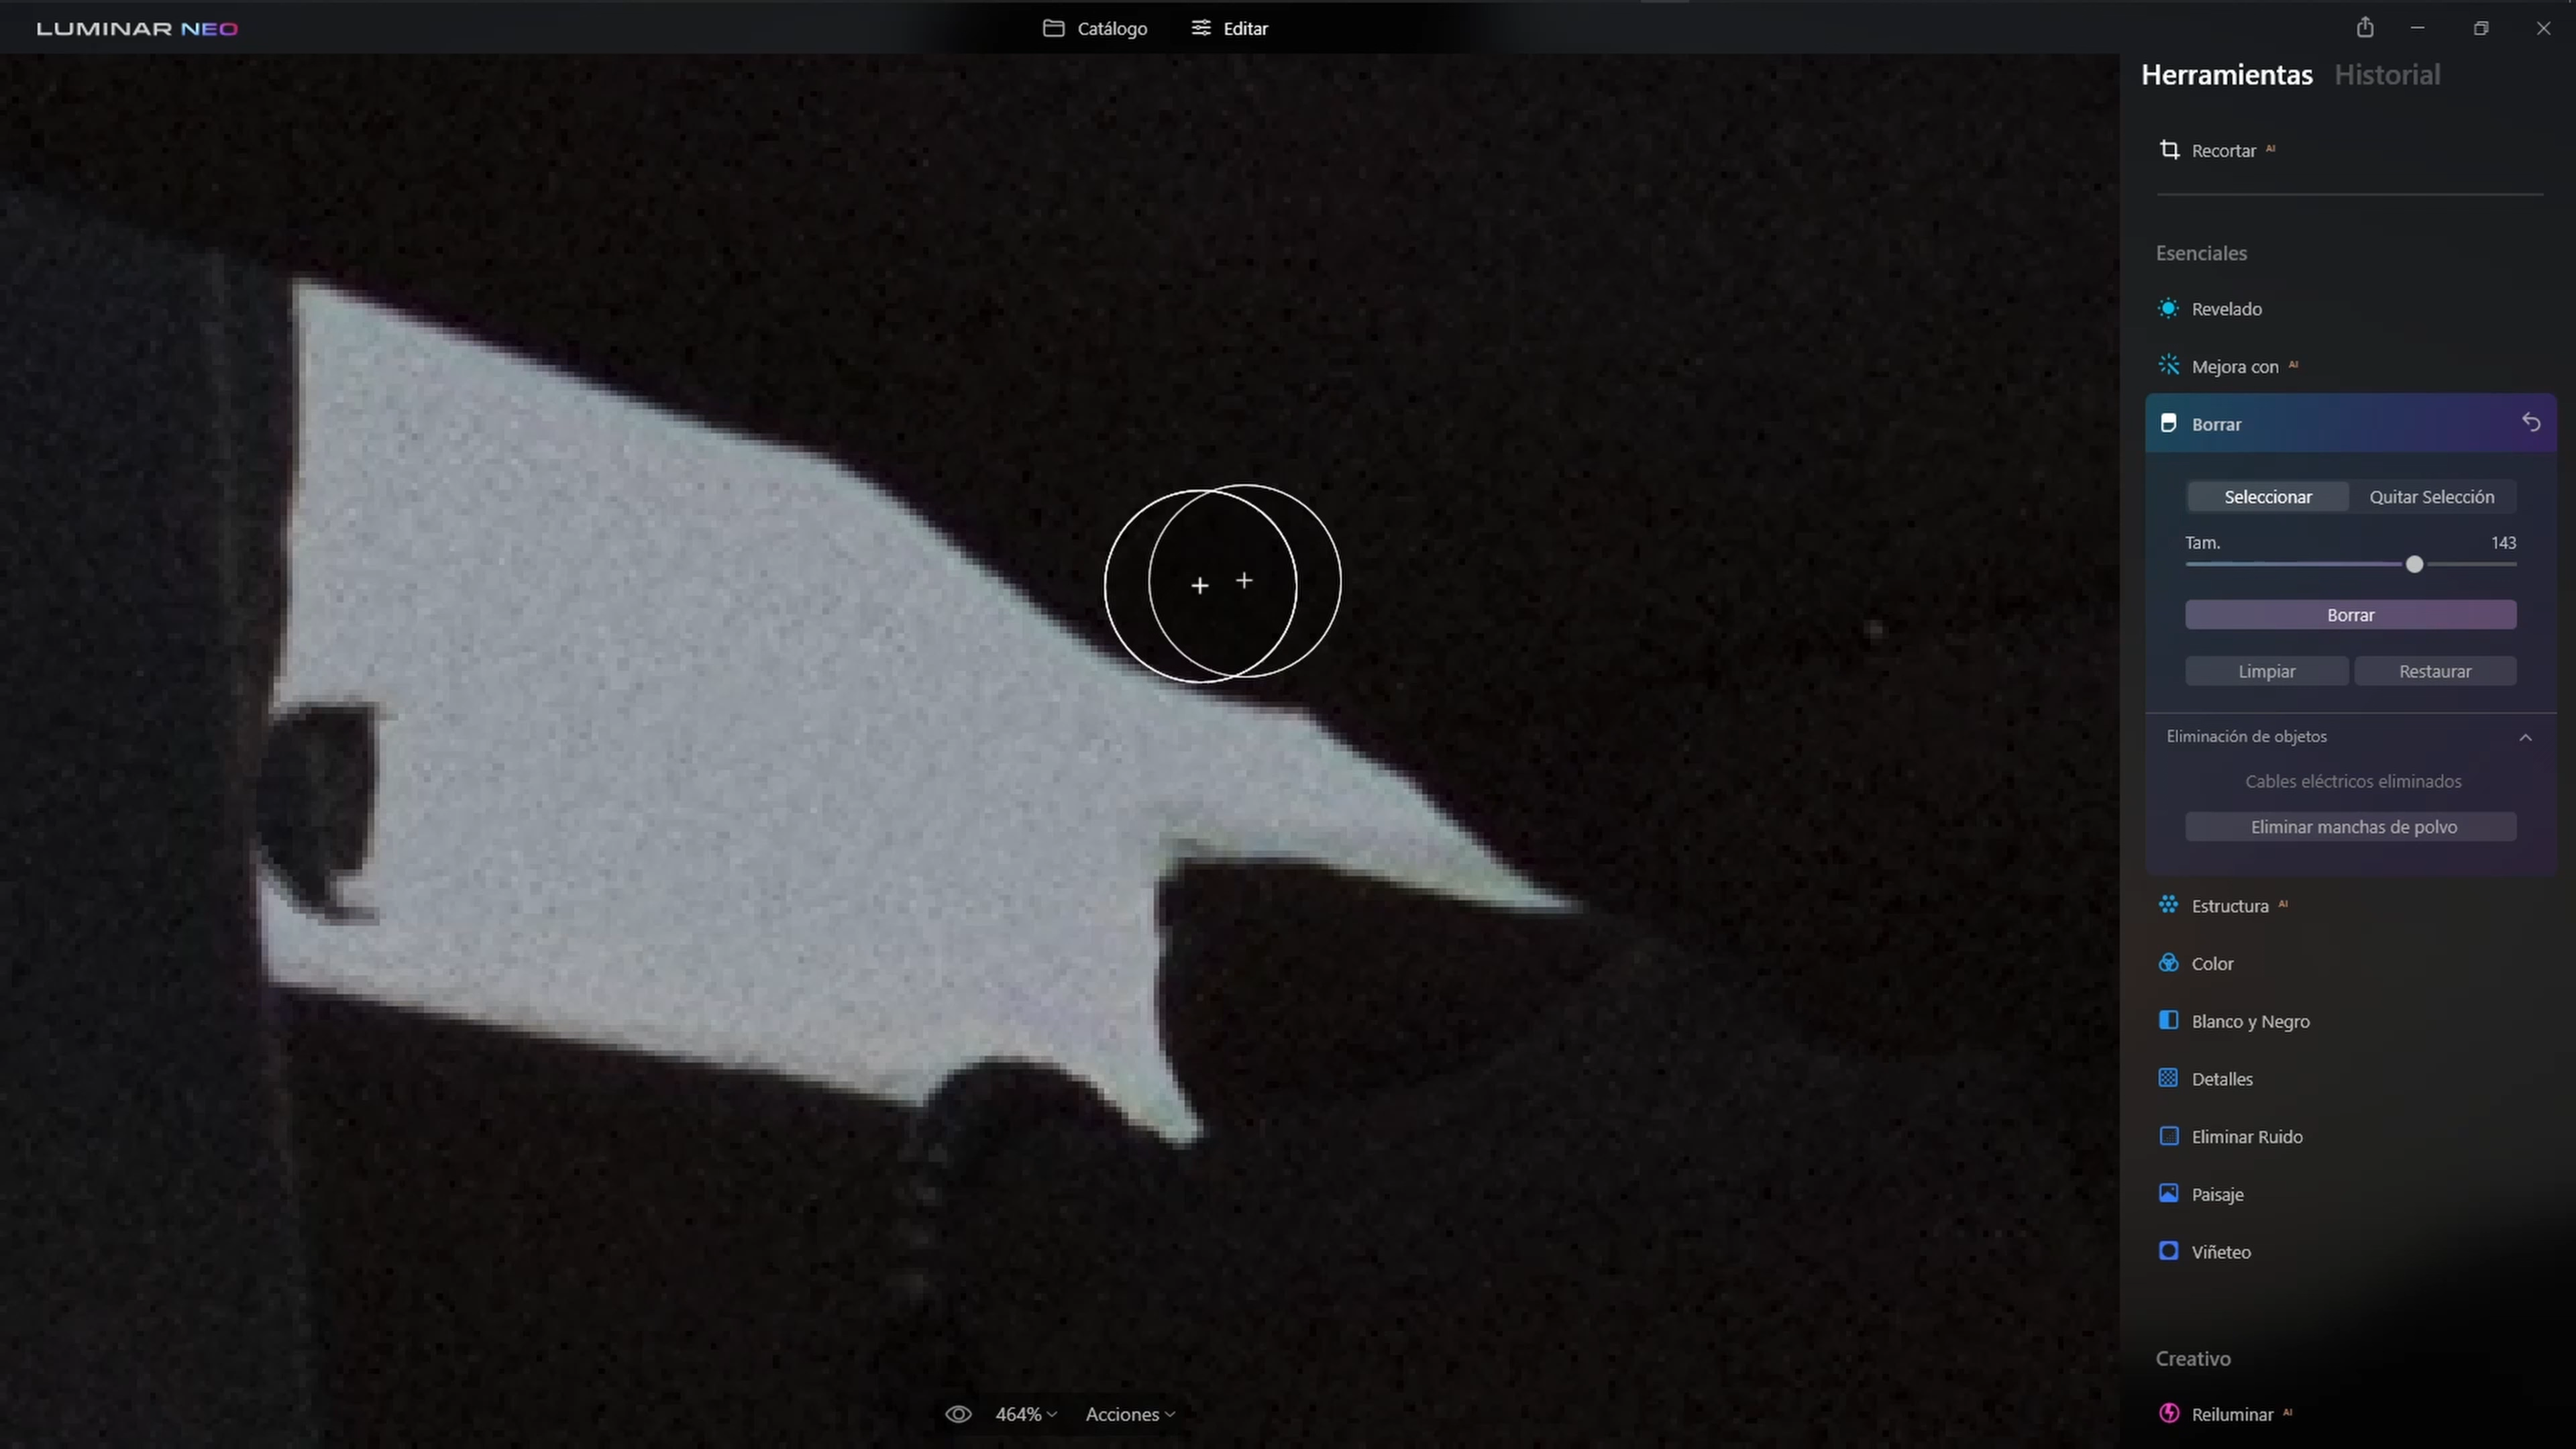 LUMINAR NEO
Catálogo
Editar
Herramientas Historial
Recortar AI
Esenciales
Revelado
Mejora con AI
Borrar
Seleccionar Quitar Selección
Tam. 143
Borrar
Limpiar Restaurar
Eliminación de objetos
Cables eléctricos eliminados
Eliminar manchas de polvo
Estructura AI
Color
Blanco y Negro
Detalles
Eliminar Ruido
Paisaje
Viñeteo
Creativo
Reiluminar AI
464% Acciones